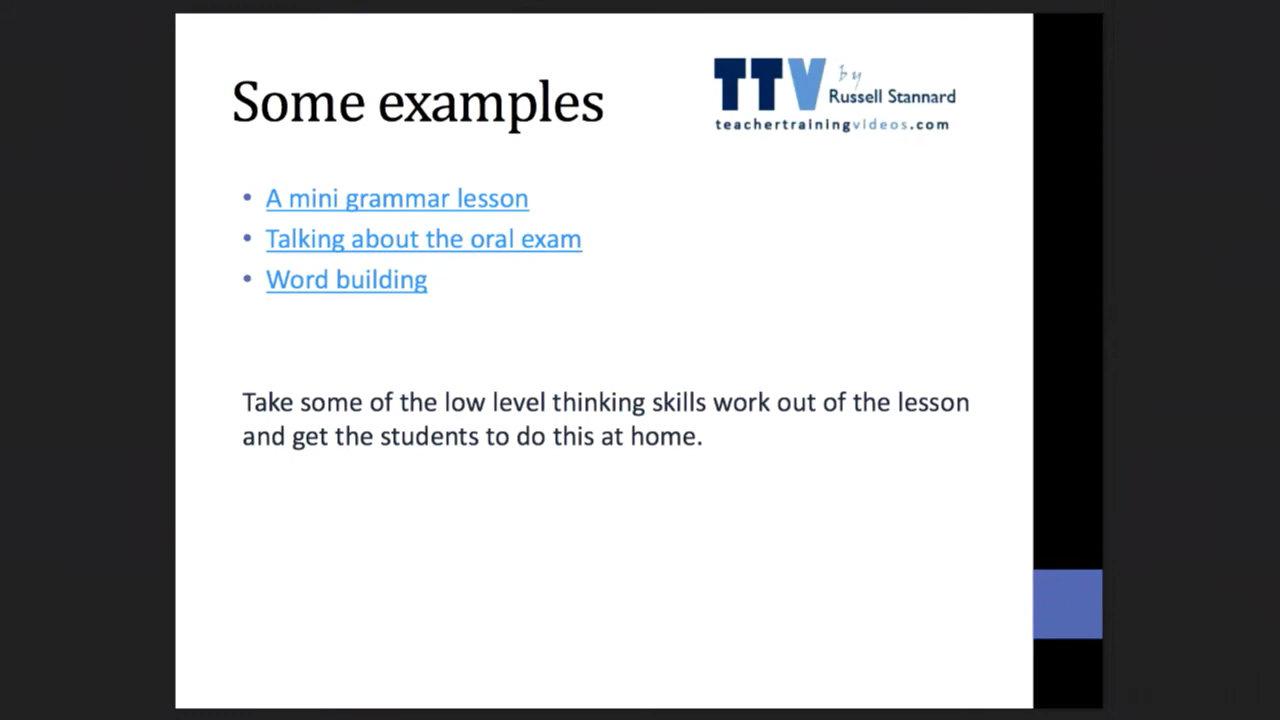 Some examples
TTV by
Russell Stannard
teachertrainingvideos.com
• A mini grammar lesson
• Talking about the oral exam
• Word building
Take some of the low level thinking skills work out of the lesson
and get the students to do this at home.